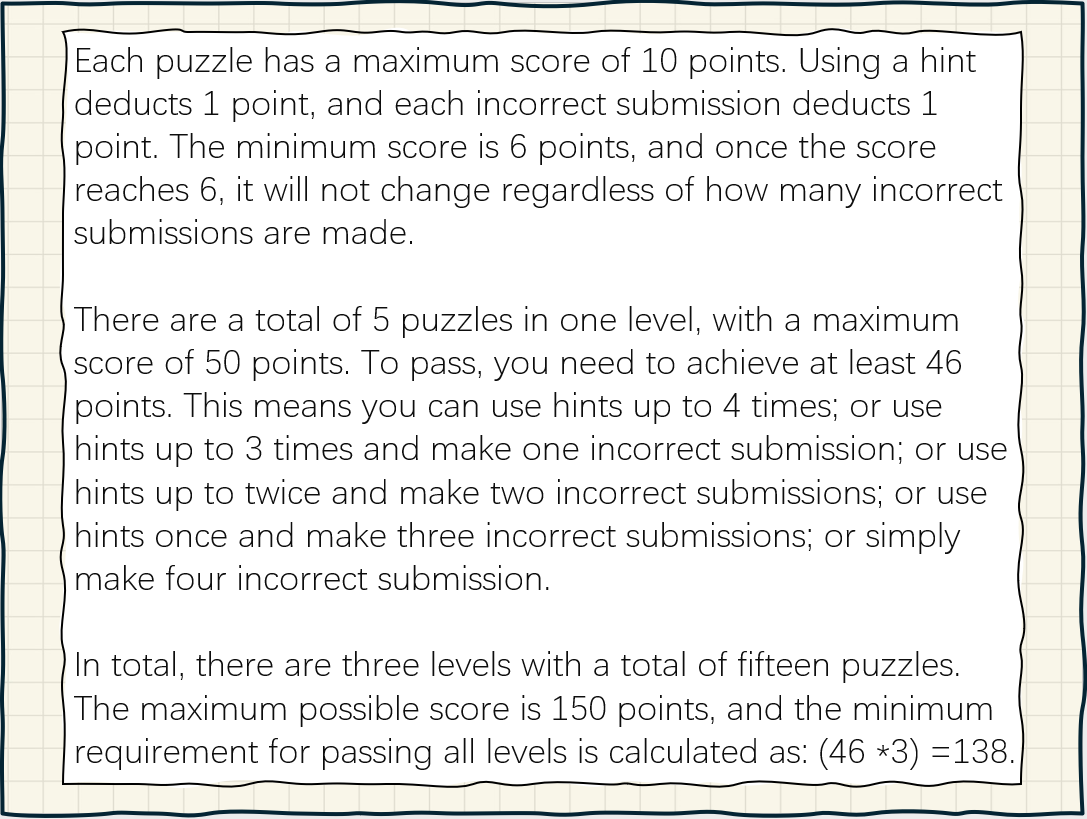 Each puzzle has a maximum score of 10 points. Using a hint
deducts 1 point, and each incorrect submission deducts 1
point. The minimum score is 6 points, and once the score
reaches 6, it will not change regardless of how many incorrect
submissions are made.
There are a total of 5 puzzles in one level, with a maximum
score of 50 points. To pass, you need to achieve at least 46
points. This means you can use hints up to 4 times; or use
hints up to 3 times and make one incorrect submission; or use
hints up to twice and make two incorrect submissions; or use
hints once and make three incorrect submissions; or simply
make four incorrect submission.
In total, there are three levels with a total of fifteen puzzles.
The maximum possible score is 150 points, and the minimum
requirement for passing all levels is calculated as: (46 *3) =138.